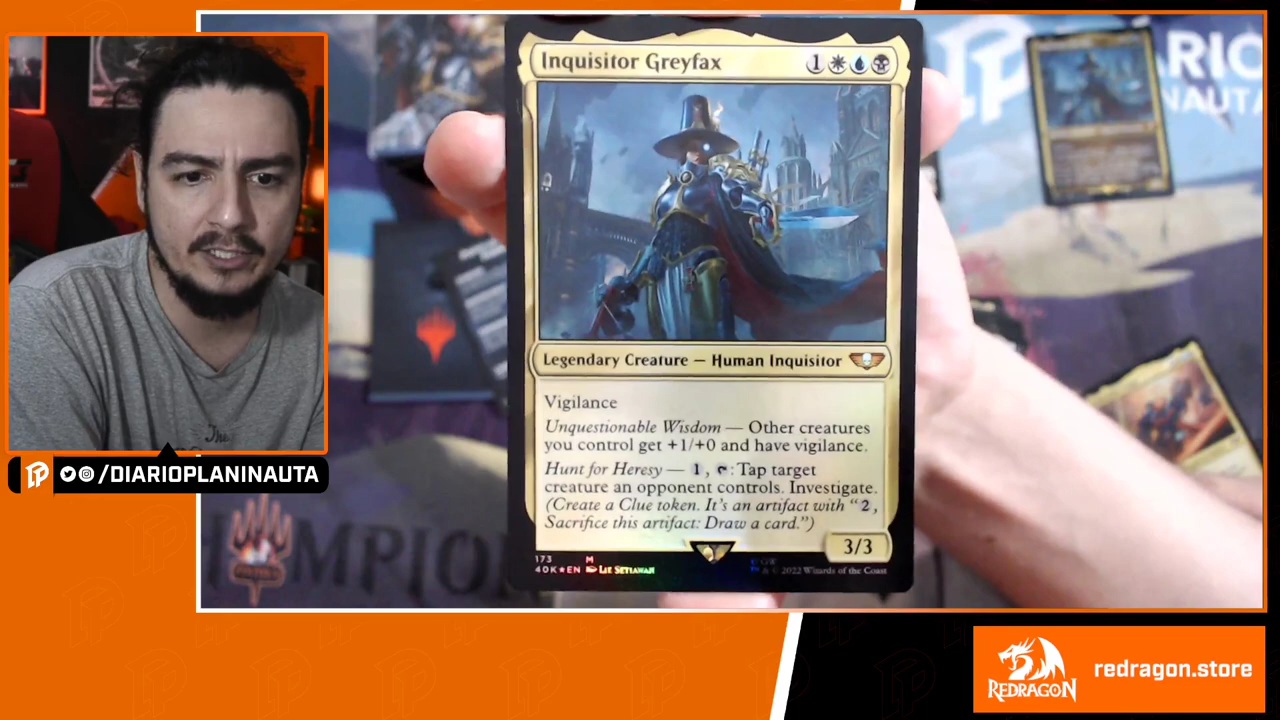 Inquisitor Greyfax 1
Legendary Creature — Human Inquisitor
Vigilance
Unquestionable Wisdom — Other creatures
you control get +1/+0 and have vigilance.
Hunt for Heresy — 1, : Tap target
creature an opponent controls. Investigate.
(Create a Clue token. It's an artifact with "2,
Sacrifice this artifact: Draw a card.")
3/3
173 M
40K★EN Liu Setiawan
& © 2022 Wizards of the Coast
The
/DIARIOPLANINAUTA
REDRAGON
redragon.store